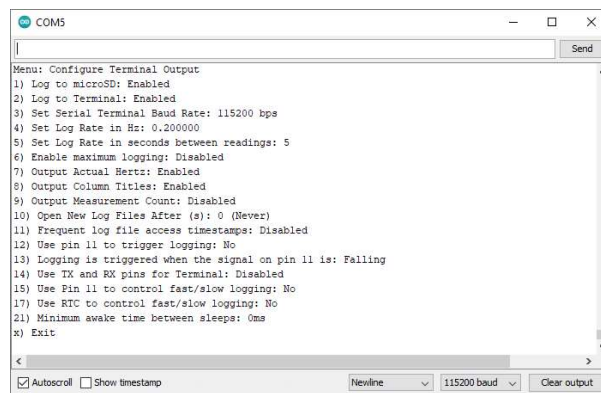 COM5
Send
Menu: Configure Terminal Output
1) Log to microSD: Enabled
2) Log to Terminal: Enabled
3) Set Serial Terminal Baud Rate: 115200 bps
4) Set Log Rate in Hz: 0.200000
5) Set Log Rate in seconds between readings: 5
6) Enable maximum logging: Disabled
7) Output Actual Hertz: Enabled
8) Output Column Titles: Enabled
9) Output Measurement Count: Disabled
10) Open New Log Files After (s): 0 (Never)
11) Frequent log file access timestamps: Disabled
12) Use pin 11 to trigger logging: No
13) Logging is triggered when the signal on pin 11 is: Falling
14) Use TX and RX pins for Terminal: Disabled
15) Use Pin 11 to control fast/slow logging: No
17) Use RTC to control fast/slow logging: No
21) Minimum awake time between sleeps: 0ms
x) Exit
Autoscroll Show timestamp Newline 115200 baud Clear output